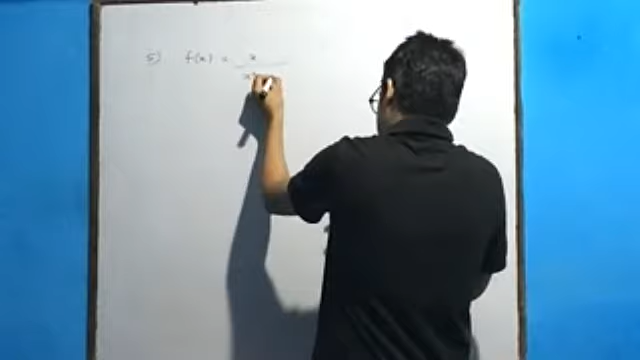 5) f(x) = x
x